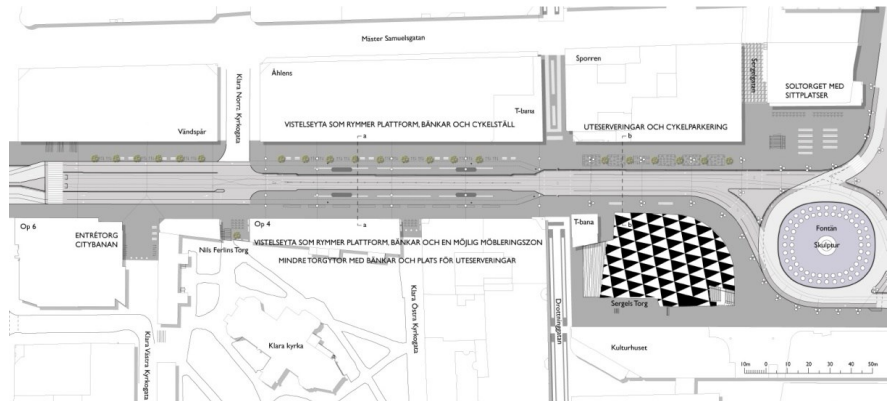 Mäster Samuelsgatan
Klara Norra Kyrkogata
Åhlens
Sporren
Sergelgatan
SOLTORGET MED
SITTPLATSER
T-bana
Vändspår
VISTELSEYTA SOM RYMMER PLATTFORM, BÄNKAR OCH CYKELSTÄLL
UTESERVERINGAR OCH CYKELPARKERING
a
b
Op 6
ENTRÉTORG
CITYBANAN
Op 4
a
T-bana
b
Nils Ferlins Torg
VISTELSEYTA SOM RYMMER PLATTFORM, BÄNKAR OCH EN MÖJLIG MÖBLERINGSZON
MINDRE TORGYTOR MED BÄNKAR OCH PLATS FÖR UTESERVERINGAR
Fontän
Skulptur
Sergels Torg
Klara Västra Kyrkogata
Klara kyrka
Klara Östra Kyrkogata
Drottninggatan
Kulturhuset
10m 0 10 20 30 40 50m